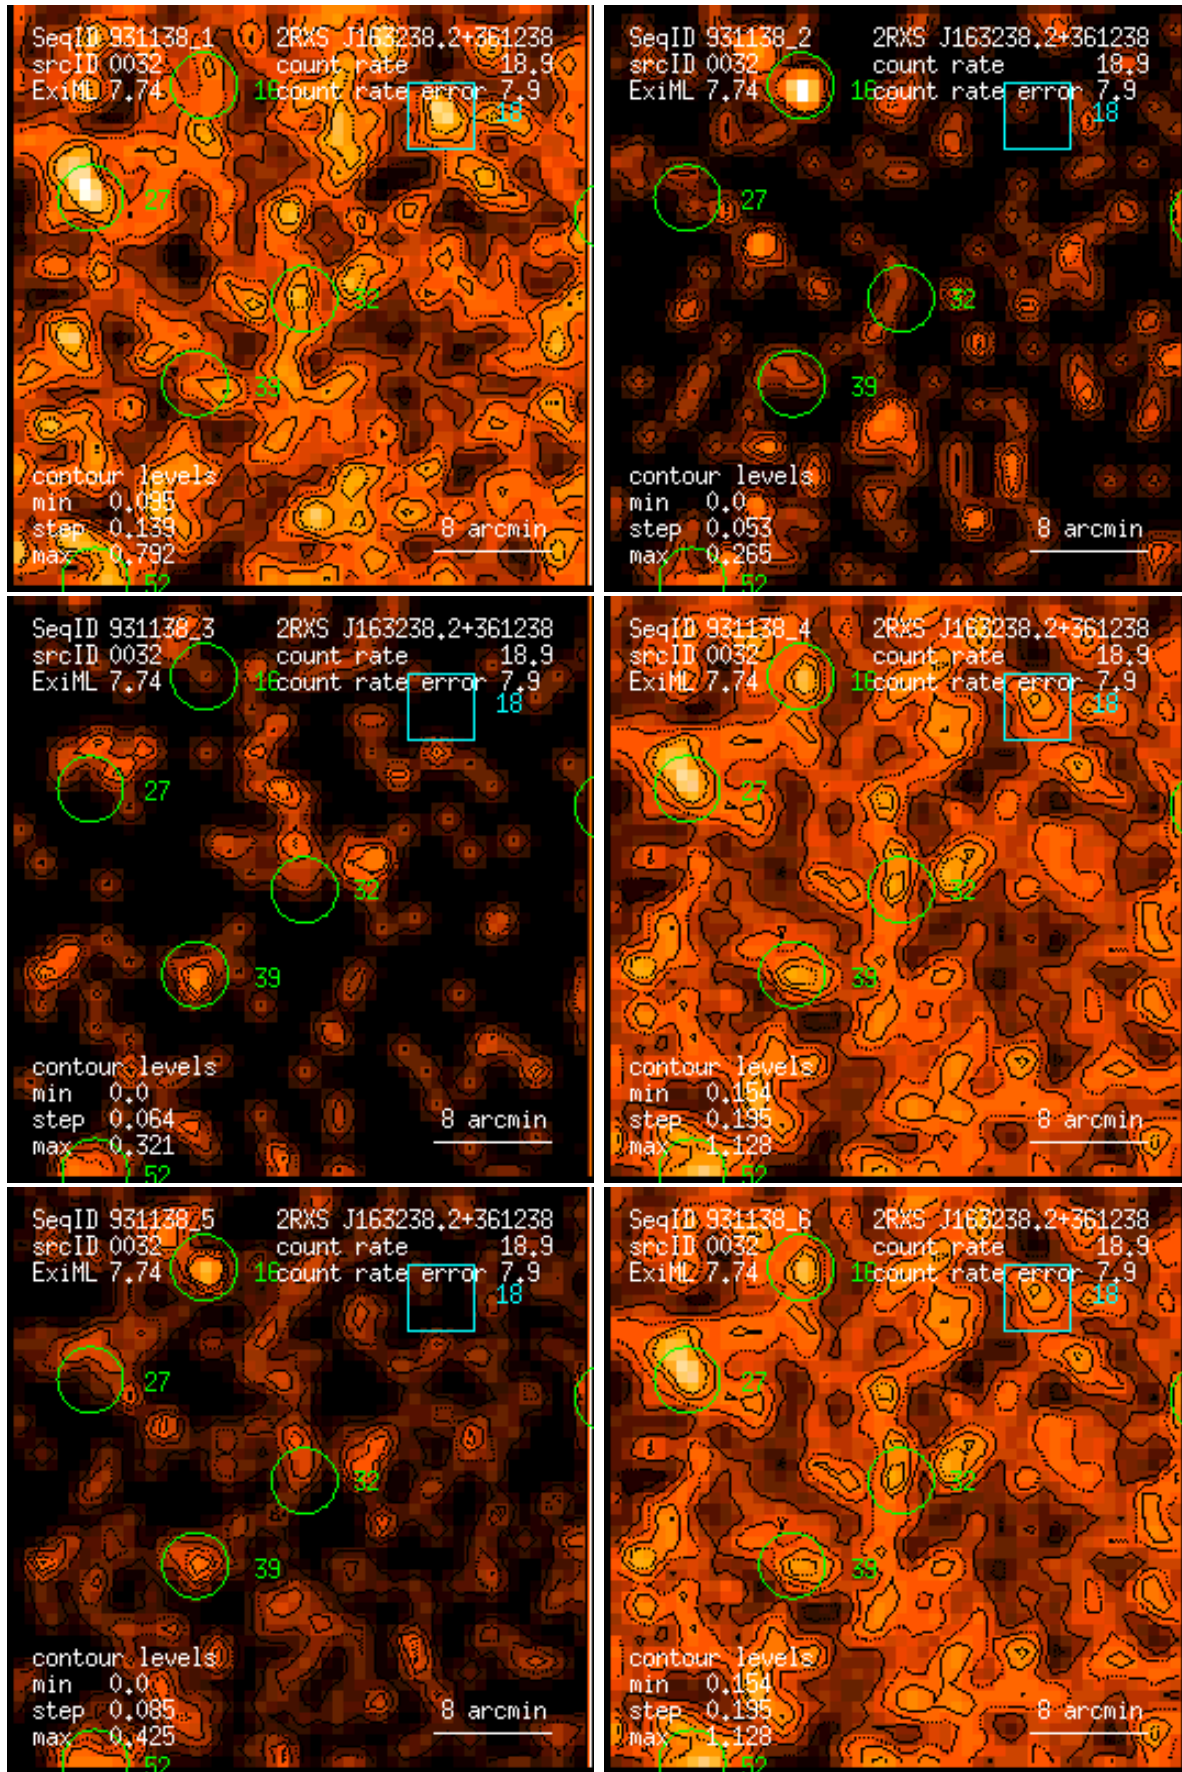 SeqID 931138_1 2RXS J163238.2+361238
srcID 0032 count rate 18.9
ExiML 7.74 16 count rate error 7.9
18
27
32
39
contour levels
min 0.095
step 0.139
max 0.792
8 arcmin
52
SeqID 931138_2 2RXS J163238.2+361238
srcID 0032 count rate 18.9
ExiML 7.74 16 count rate error 7.9
18
27
32
39
contour levels
min 0.0
step 0.053
max 0.265
8 arcmin
52
SeqID 931138_3 2RXS J163238.2+361238
srcID 0032 count rate 18.9
ExiML 7.74 16 count rate error 7.9
18
27
32
39
contour levels
min 0.0
step 0.064
max 0.321
8 arcmin
52
SeqID 931138_4 2RXS J163238.2+361238
srcID 0032 count rate 18.9
ExiML 7.74 16 count rate error 7.9
18
27
32
39
contour levels
min 0.154
step 0.195
max 1.128
8 arcmin
52
SeqID 931138_5 2RXS J163238.2+361238
srcID 0032 count rate 18.9
ExiML 7.74 16 count rate error 7.9
18
27
32
39
contour levels
min 0.0
step 0.085
max 0.425
8 arcmin
52
SeqID 931138_6 2RXS J163238.2+361238
srcID 0032 count rate 18.9
ExiML 7.74 16 count rate error 7.9
18
27
32
39
contour levels
min 0.154
step 0.195
max 1.128
8 arcmin
52